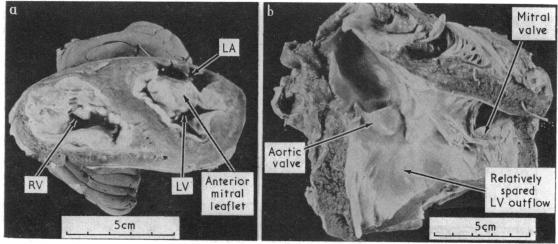 a
LA
RV
LV
Anterior
mitral
leaflet
5cm
b
Mitral
valve
Aortic
valve
Relatively
spared
LV outflow
5cm